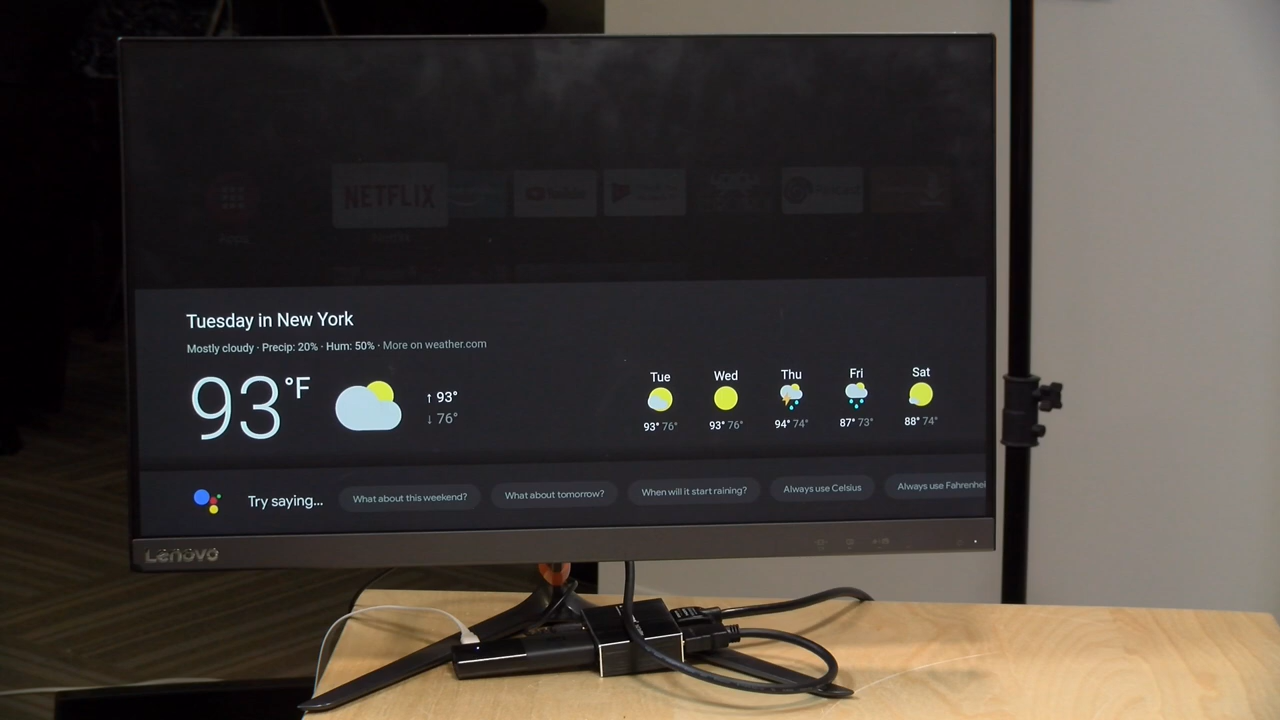 NETFLIX
YouTube
Tuesday in New York
Mostly cloudy · Precip: 20% · Hum: 50% · More on weather.com
93 °F
↑ 93°
↓ 76°
Tue Wed Thu Fri Sat
93° 76° 93° 76° 94° 74° 87° 73° 88° 74°
Try saying... What about this weekend? What about tomorrow? When will it start raining? Always use Celsius Always use Fahrenhei
Lenovo